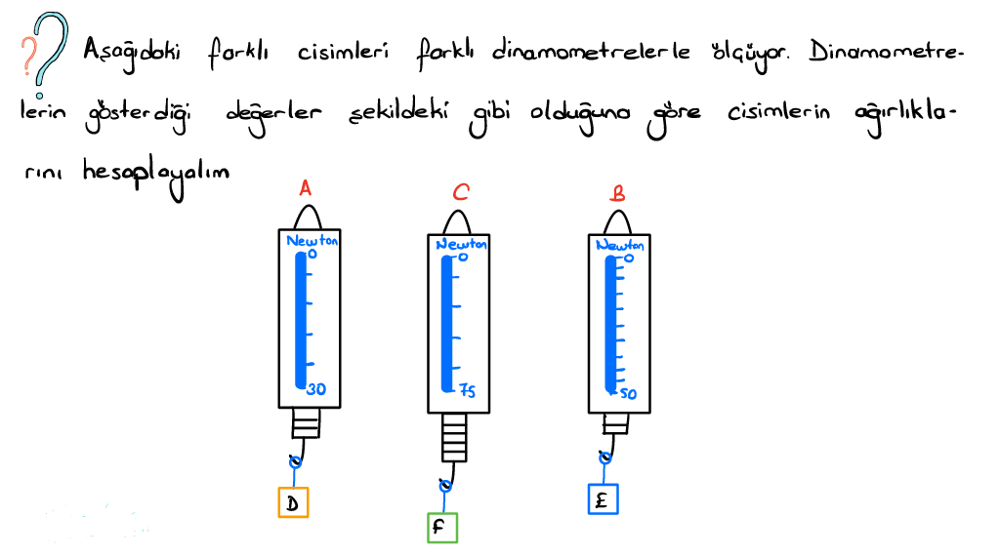 ?? Aşağıdaki farklı cisimleri farklı dinamometrelerle ölçüyor. Dinamometre-
lerin gösterdiği değerler şekildeki gibi olduğuna göre cisimlerin ağırlıkla-
rını hesaplayalım
A C B
Newton Newton Newton
0 0 0
30 75 50
D F E